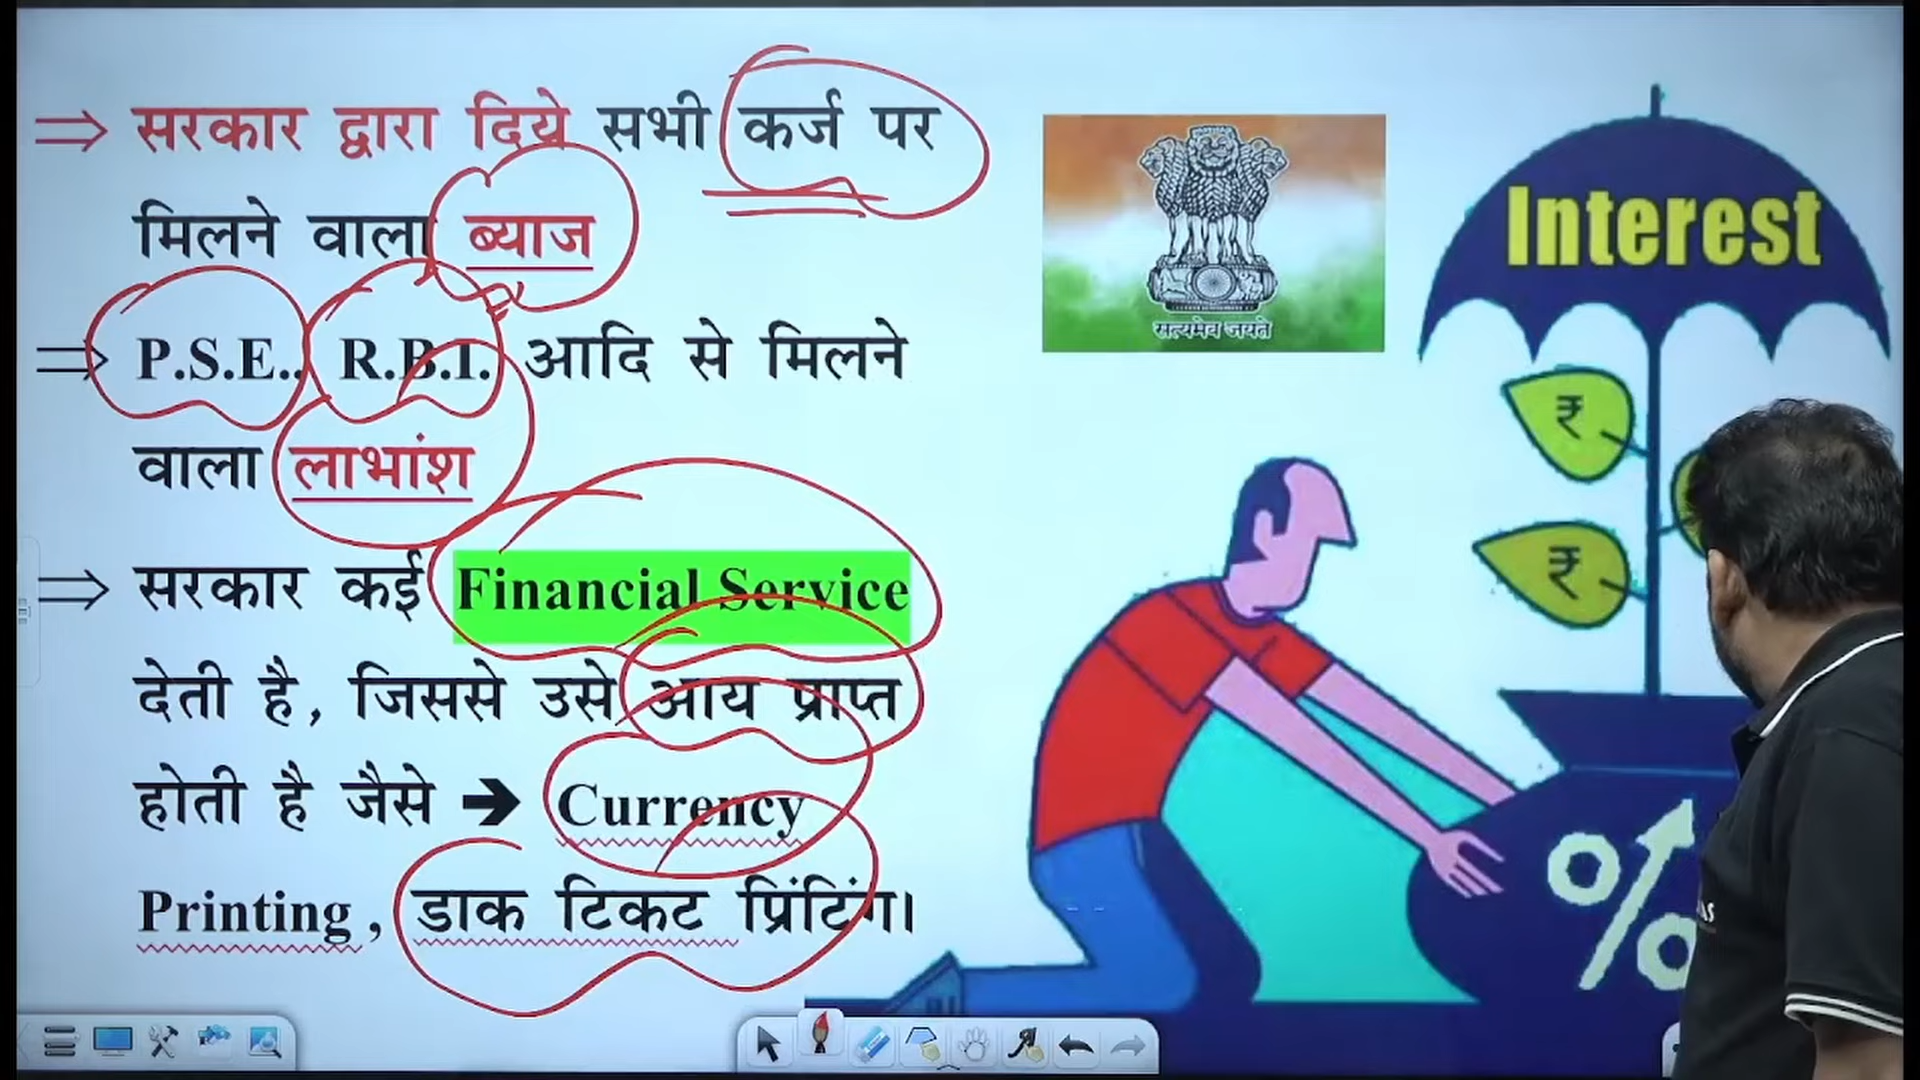 ⇒ सरकार द्वारा दिये सभी कर्ज पर
मिलने वाला ब्याज
⇒ P.S.E., R.B.I. आदि से मिलने
वाला लाभांश
⇒ सरकार कई Financial Service
देती है, जिससे उसे आय प्राप्त
होती है जैसे ➔ Currency
Printing, डाक टिकट प्रिंटिंग।
सत्यमेव जयते
Interest
₹
₹
%